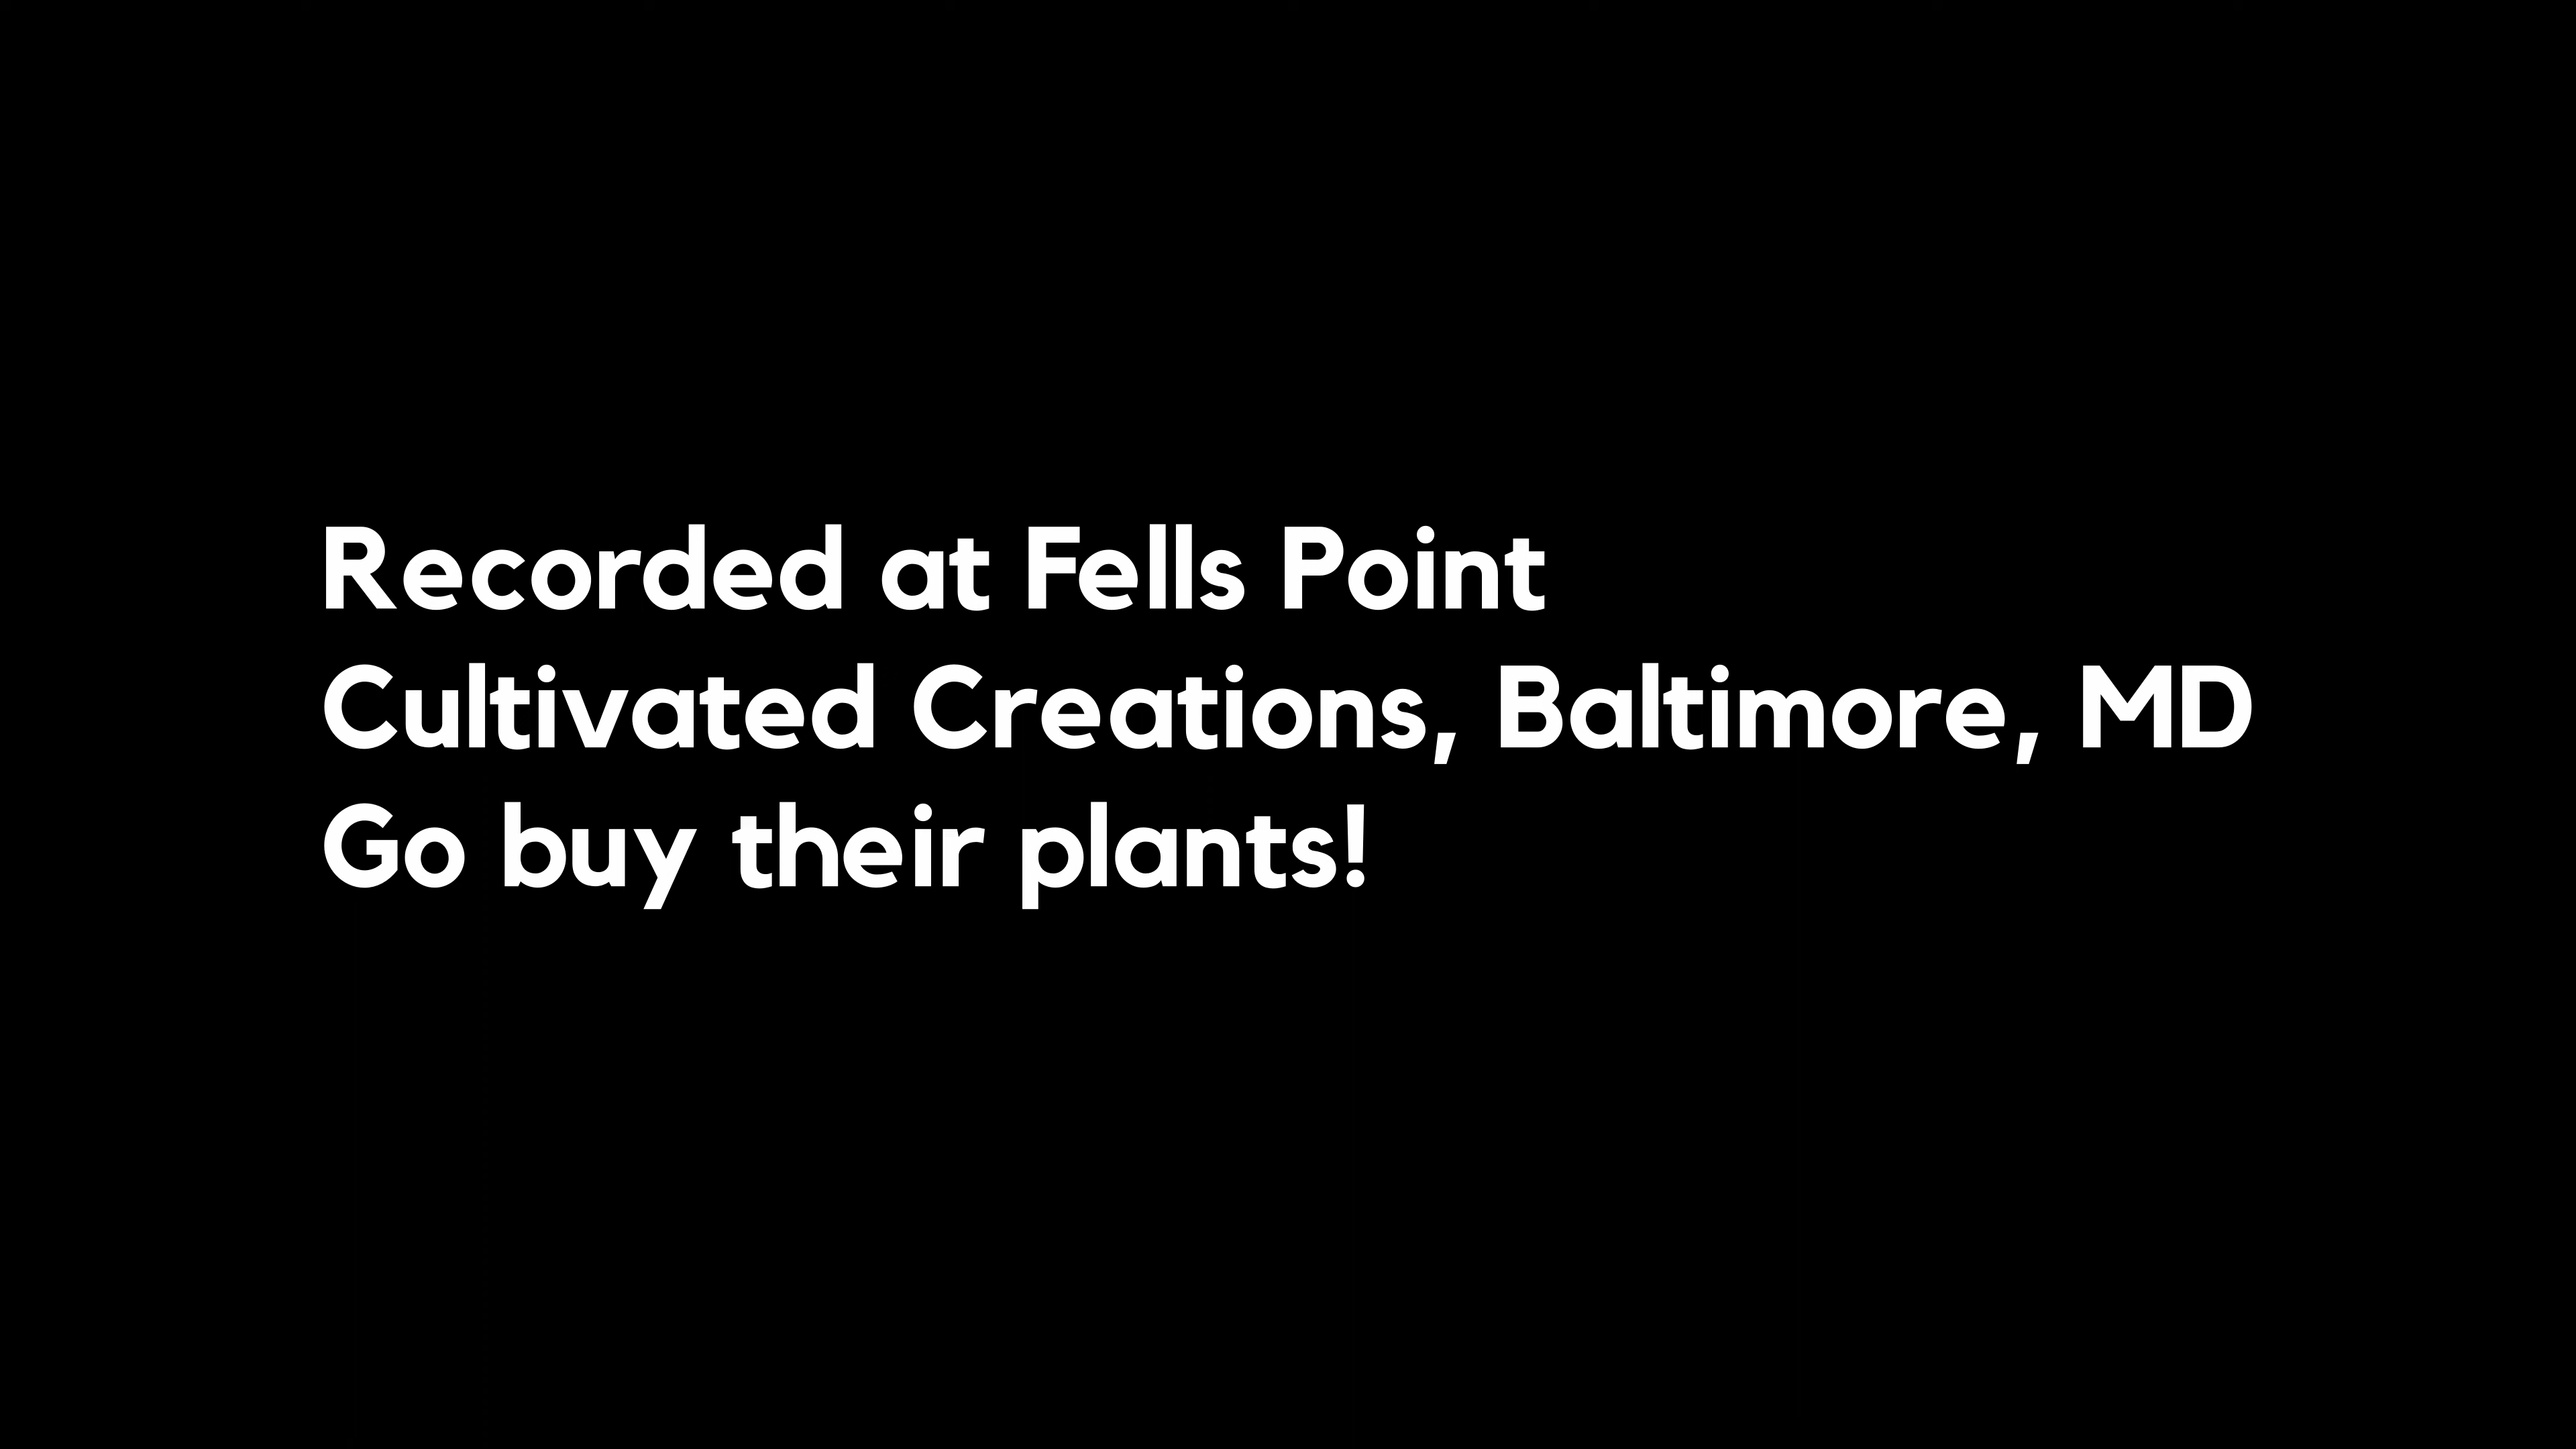 Recorded at Fells Point
Cultivated Creations, Baltimore, MD
Go buy their plants!